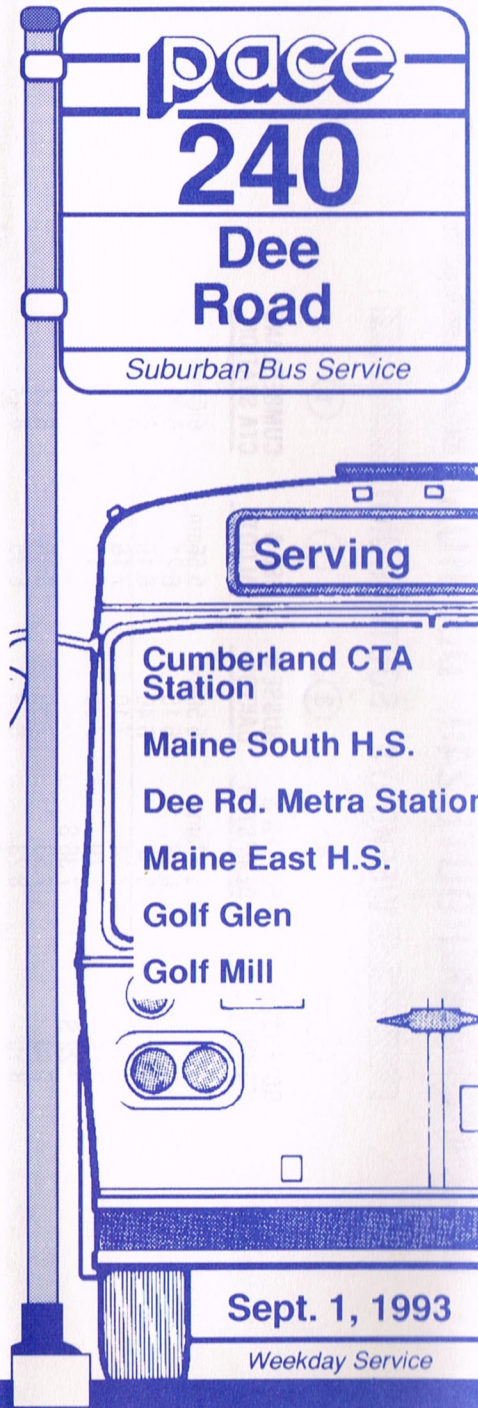 pace
240
Dee
Road
Suburban Bus Service
Serving
Cumberland CTA
Station
Maine South H.S.
Dee Rd. Metra Station
Maine East H.S.
Golf Glen
Golf Mill
Sept. 1, 1993
Weekday Service